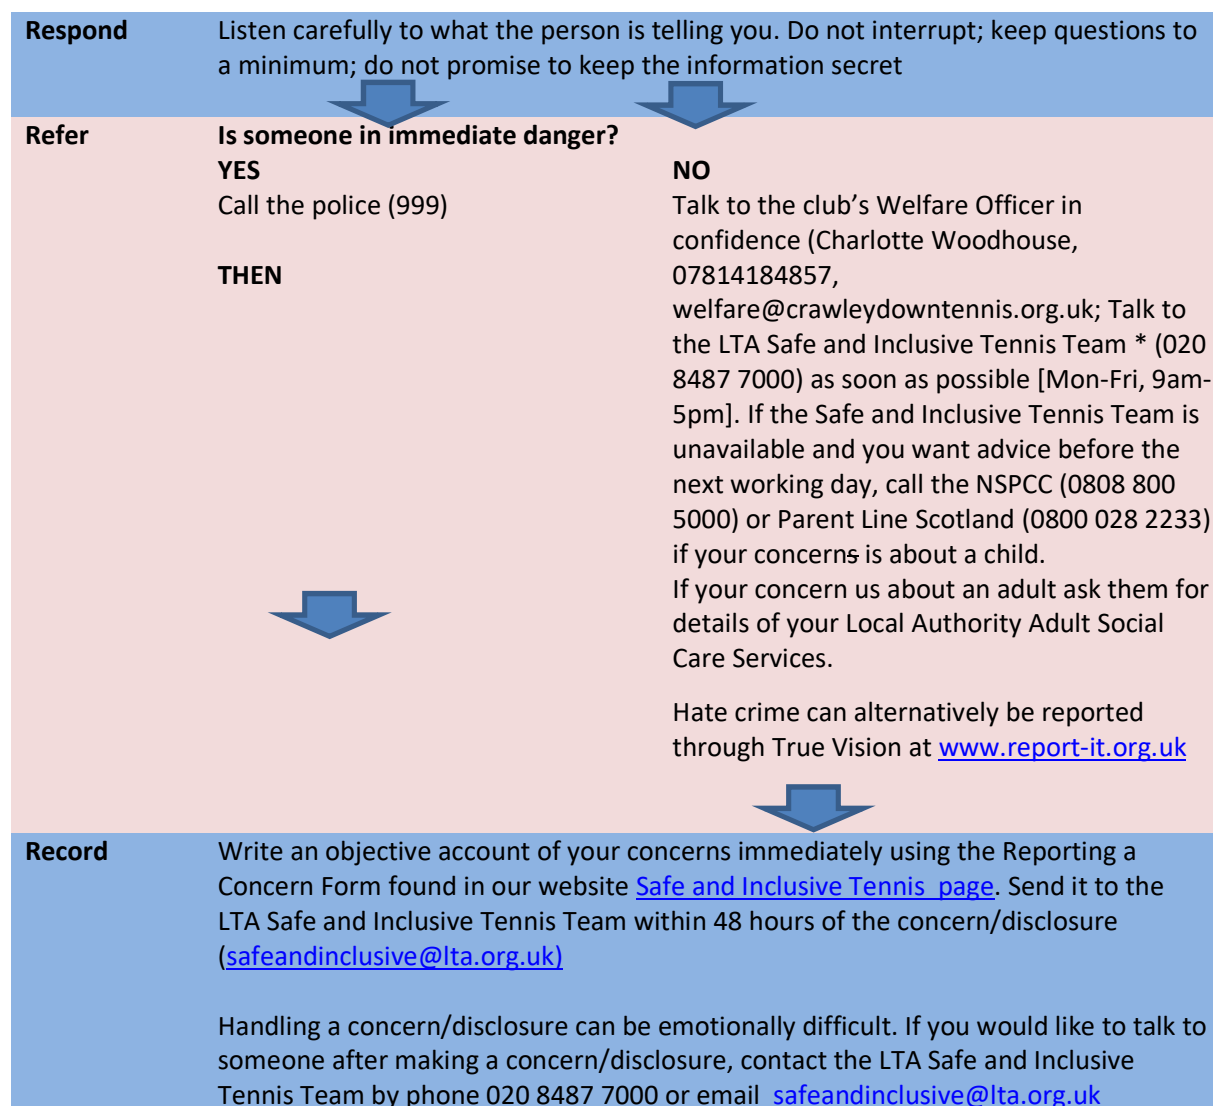 Respond
Listen carefully to what the person is telling you. Do not interrupt; keep questions to
a minimum; do not promise to keep the information secret
Refer
Is someone in immediate danger?
YES
Call the police (999)
THEN
NO
Talk to the club’s Welfare Officer in
confidence (Charlotte Woodhouse,
07814184857,
welfare@crawleydowntennis.org.uk; Talk to
the LTA Safe and Inclusive Tennis Team * (020
8487 7000) as soon as possible [Mon-Fri, 9am-
5pm]. If the Safe and Inclusive Tennis Team is
unavailable and you want advice before the
next working day, call the NSPCC (0808 800
5000) or Parent Line Scotland (0800 028 2233)
if your concerns is about a child.
If your concern us about an adult ask them for
details of your Local Authority Adult Social
Care Services.
Hate crime can alternatively be reported
through True Vision at www.report-it.org.uk
Record
Write an objective account of your concerns immediately using the Reporting a
Concern Form found in our website Safe and Inclusive Tennis  page. Send it to the
LTA Safe and Inclusive Tennis Team within 48 hours of the concern/disclosure
(safeandinclusive@lta.org.uk)
Handling a concern/disclosure can be emotionally difficult. If you would like to talk to
someone after making a concern/disclosure, contact the LTA Safe and Inclusive
Tennis Team by phone 020 8487 7000 or email  safeandinclusive@lta.org.uk